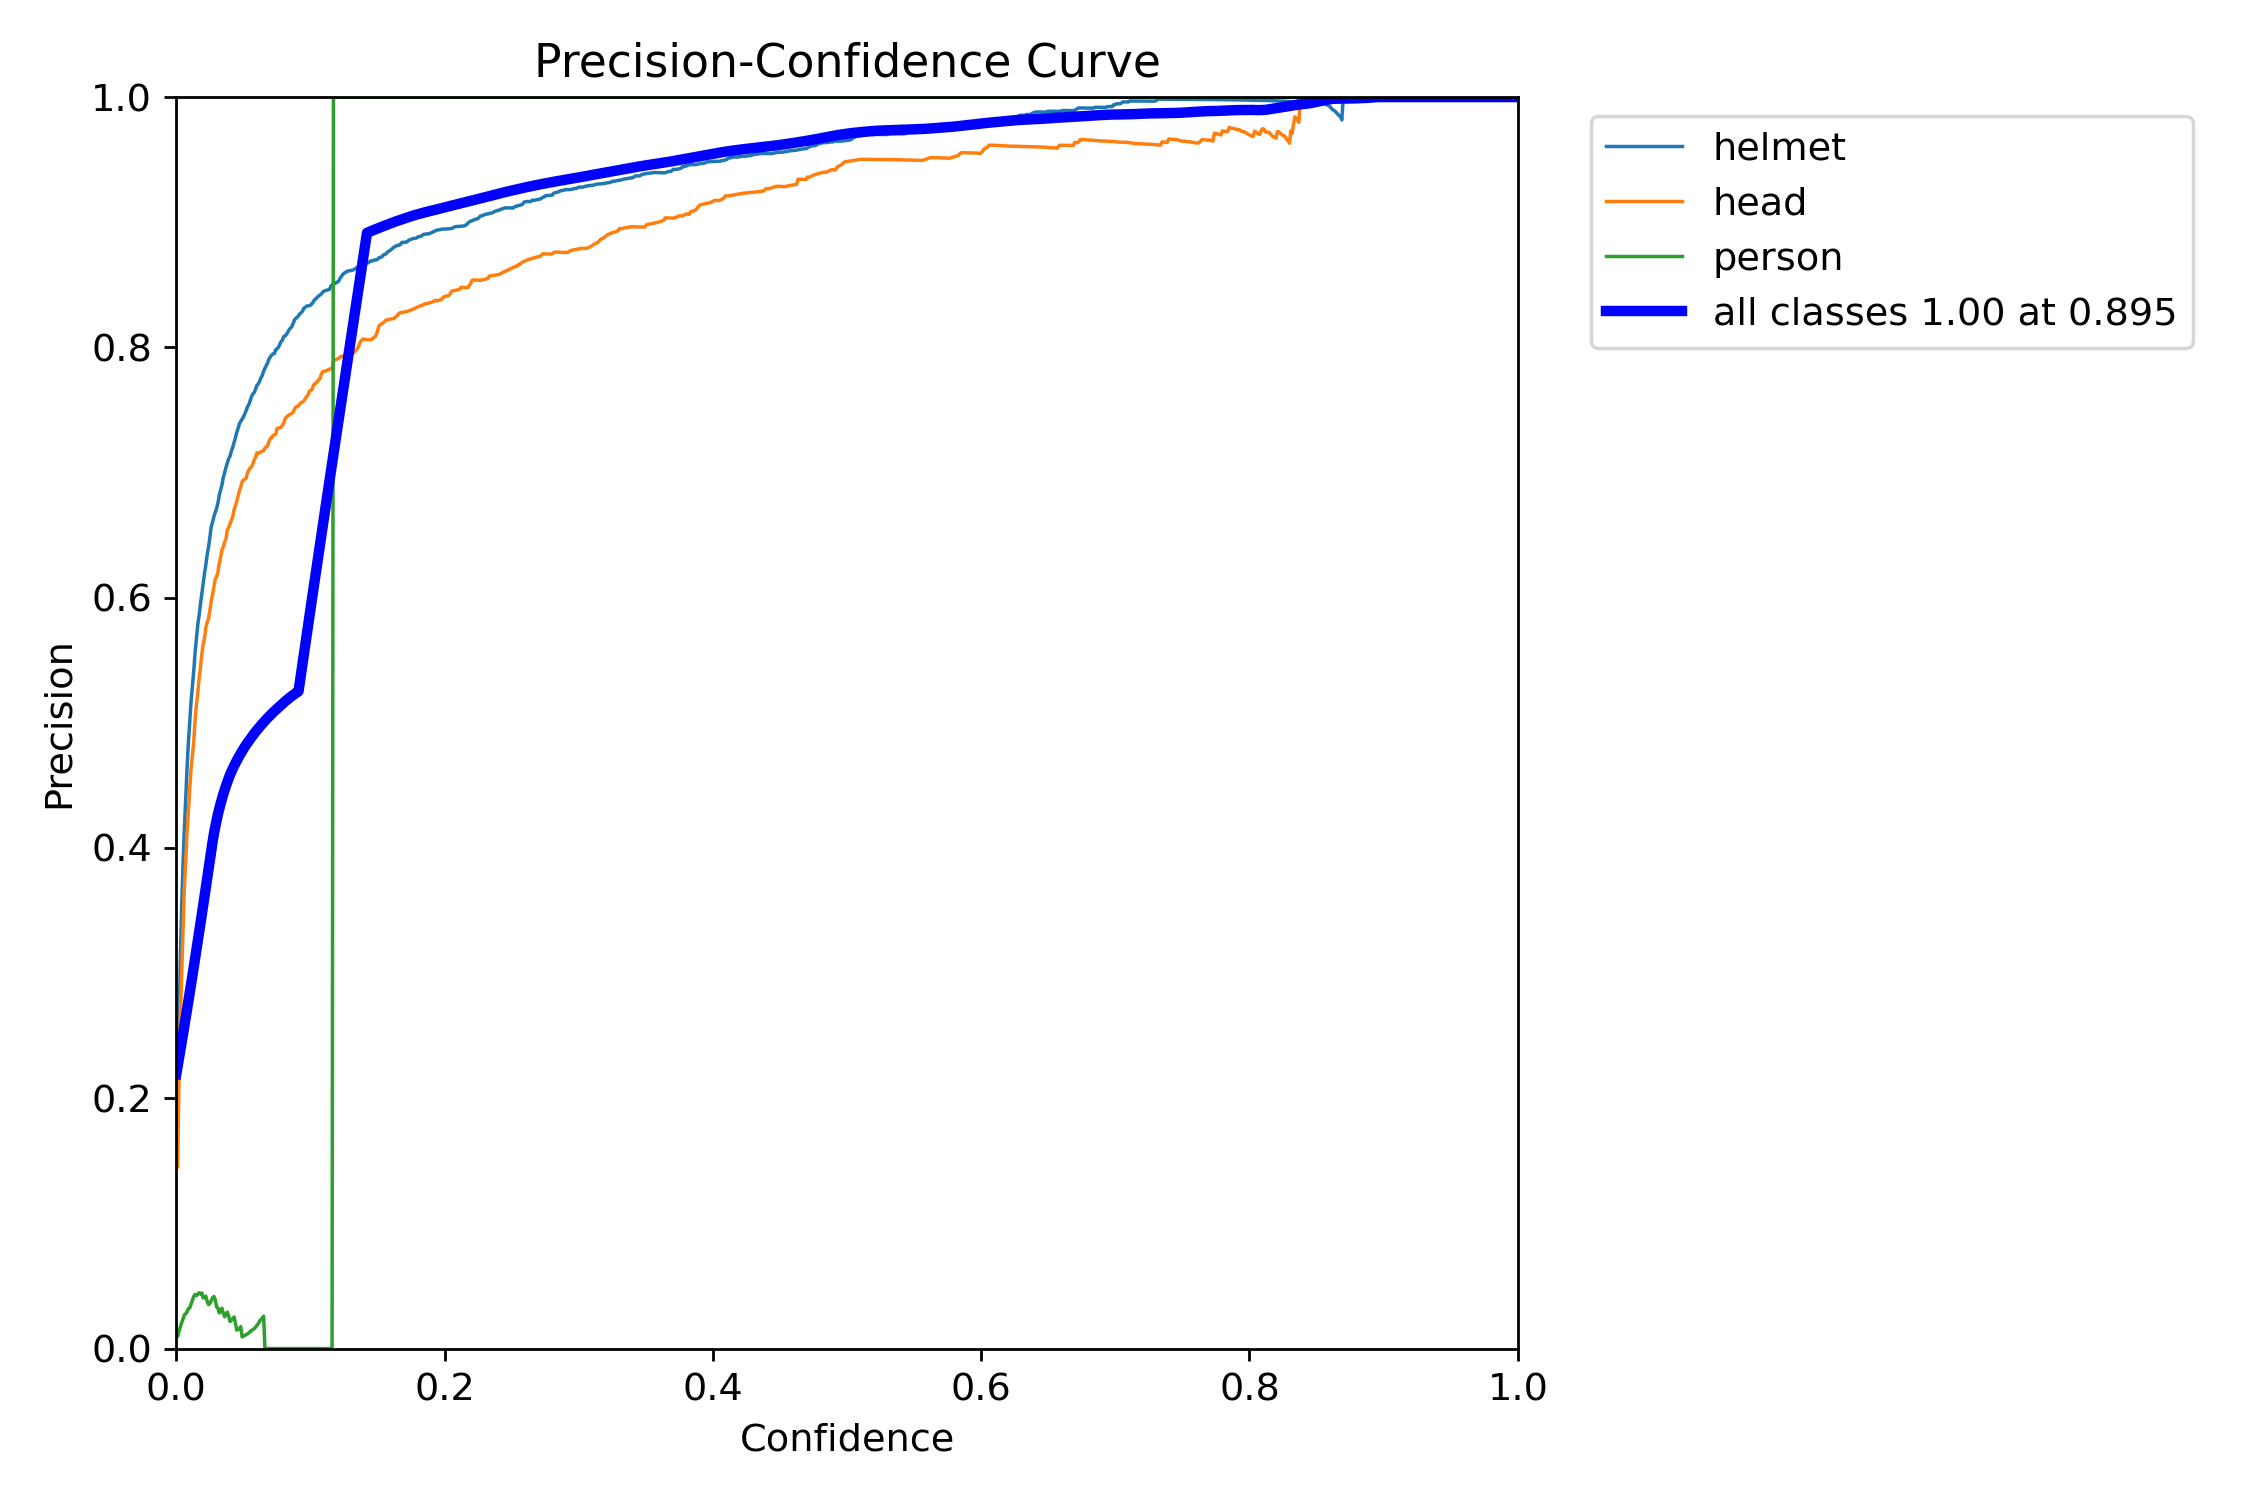 Precision-Confidence Curve
1.0
0.8
0.6
0.4
0.2
0.0
Precision
0.0 0.2 0.4 0.6 0.8 1.0
Confidence
helmet
head
person
all classes 1.00 at 0.895